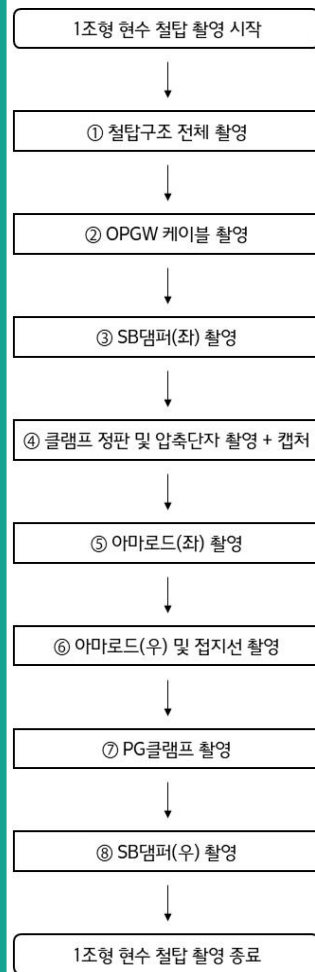 1조형 현수 철탑 촬영 시작
① 철탑구조 전체 촬영
② OPGW 케이블 촬영
③ SB댐퍼(좌) 촬영
④ 클램프 정판 및 압축단자 촬영 + 캡처
⑤ 아마로드(좌) 촬영
⑥ 아마로드(우) 및 접지선 촬영
⑦ PG클램프 촬영
⑧ SB댐퍼(우) 촬영
1조형 현수 철탑 촬영 종료